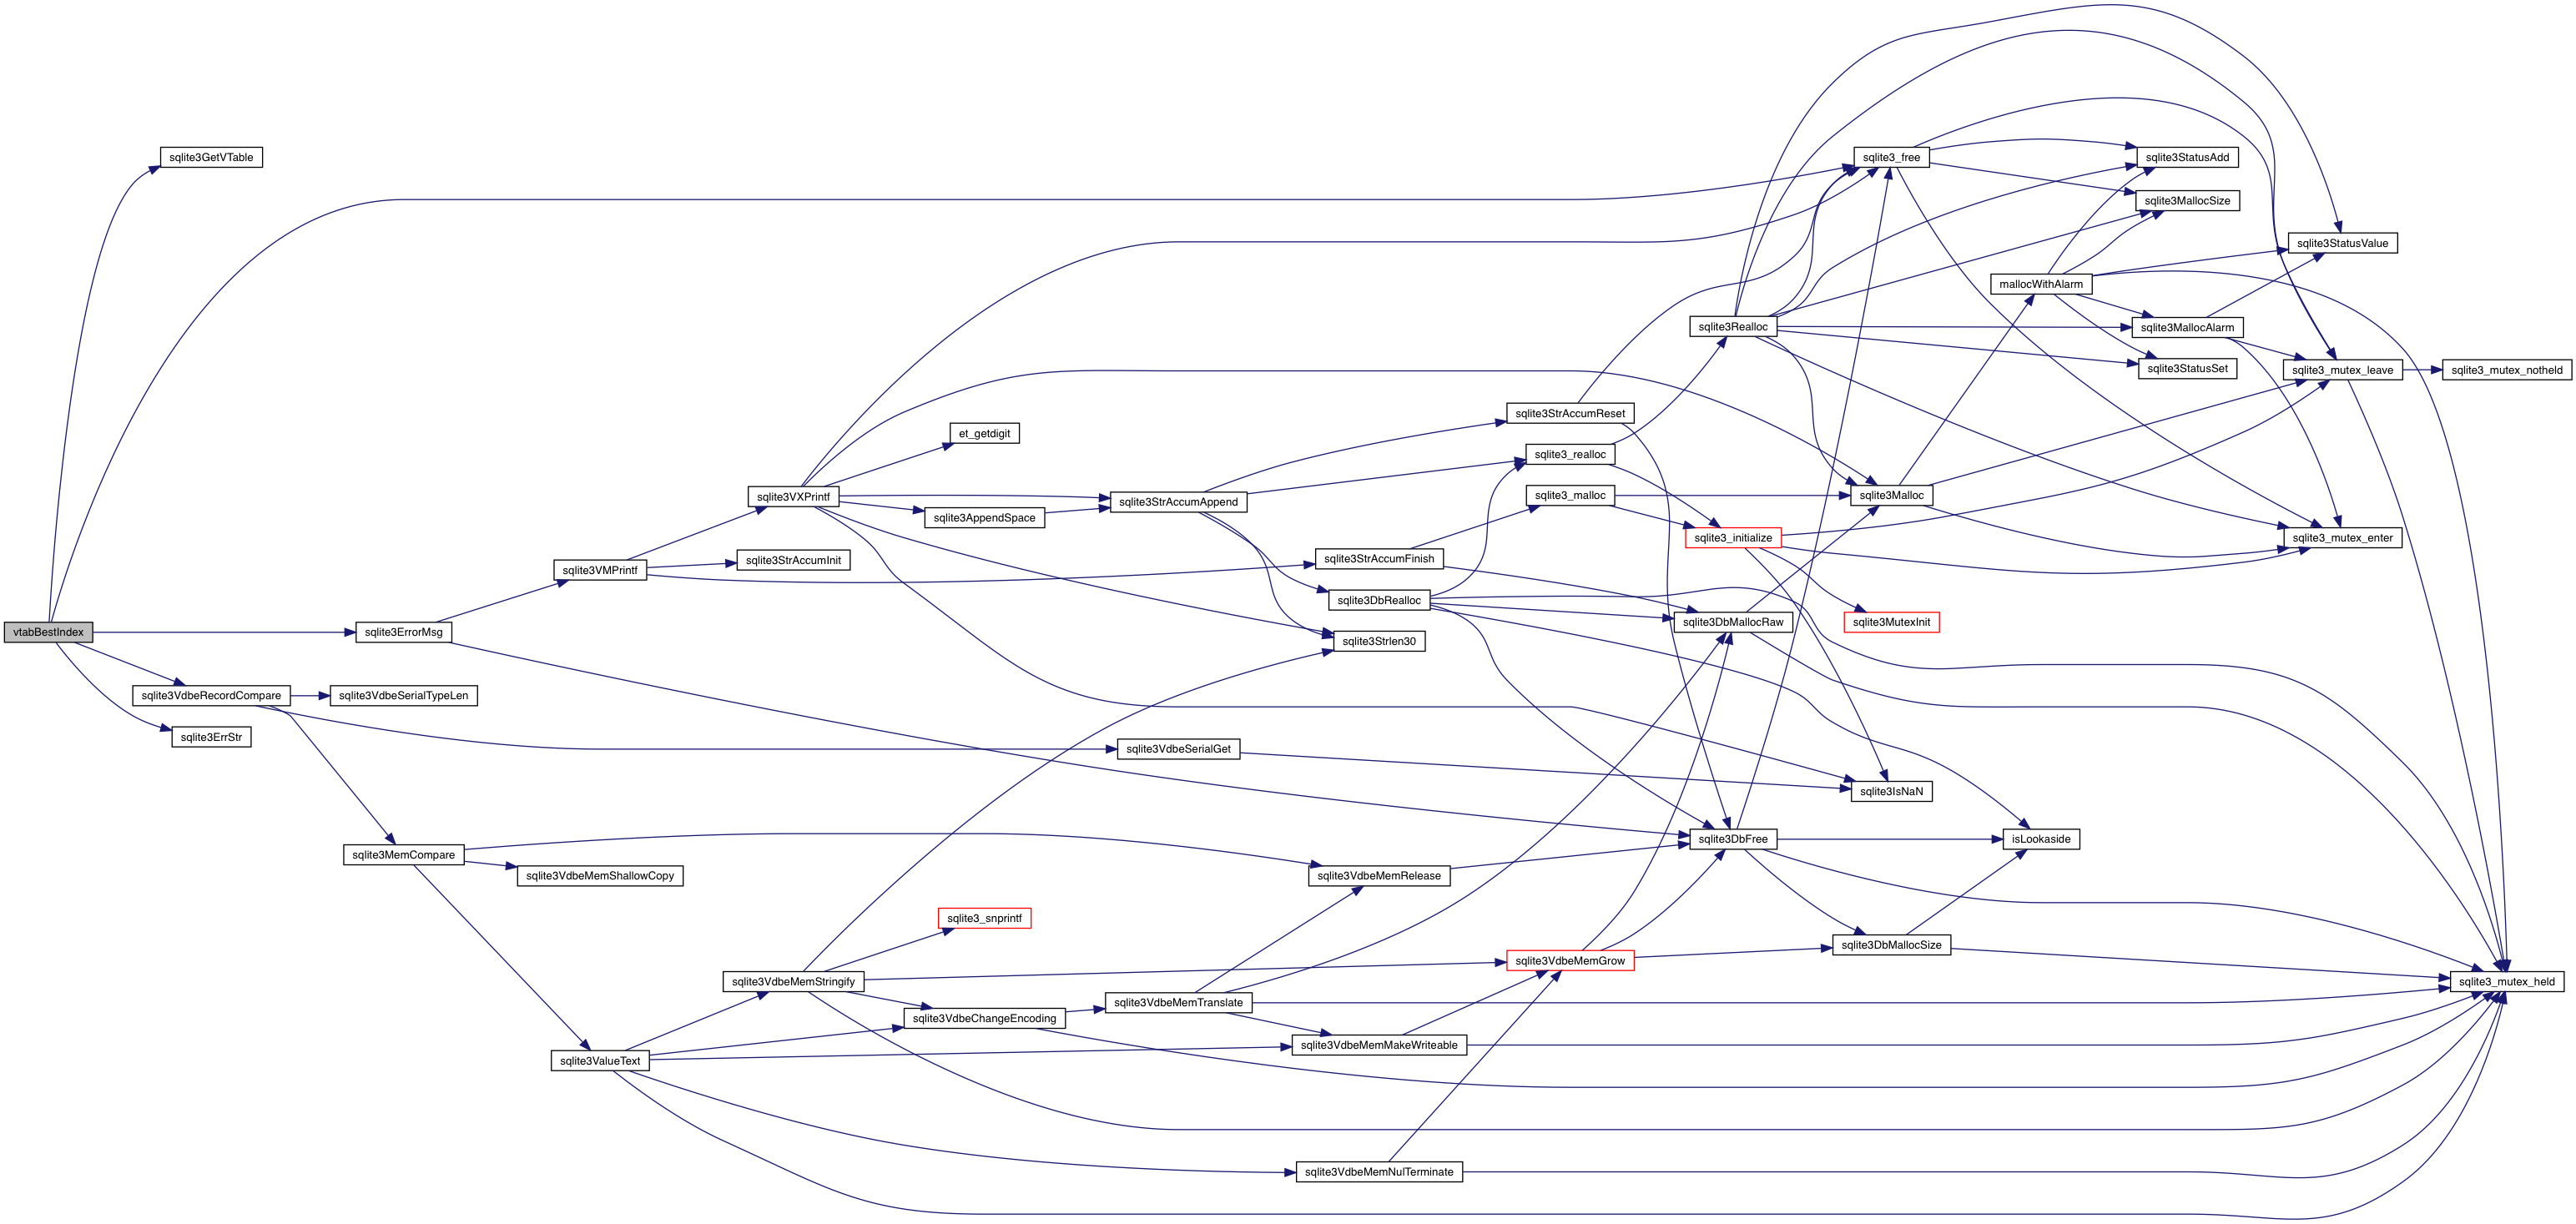 vtabBestIndex
sqlite3GetVTable
sqlite3ErrorMsg
sqlite3VdbeRecordCompare
sqlite3ErrStr
sqlite3VdbeSerialTypeLen
sqlite3MemCompare
sqlite3VMPrintf
sqlite3VdbeMemShallowCopy
sqlite3ValueText
sqlite3VXPrintf
sqlite3StrAccumInit
sqlite3VdbeMemStringify
et_getdigit
sqlite3AppendSpace
sqlite3_snprintf
sqlite3VdbeChangeEncoding
sqlite3StrAccumAppend
sqlite3VdbeSerialGet
sqlite3VdbeMemTranslate
sqlite3StrAccumFinish
sqlite3DbRealloc
sqlite3Strlen30
sqlite3VdbeMemRelease
sqlite3VdbeMemMakeWriteable
sqlite3VdbeMemNulTerminate
sqlite3StrAccumReset
sqlite3_realloc
sqlite3_malloc
sqlite3VdbeMemGrow
sqlite3Realloc
sqlite3_initialize
sqlite3DbMallocRaw
sqlite3DbFree
sqlite3_free
sqlite3Malloc
sqlite3MutexInit
sqlite3IsNaN
sqlite3DbMallocSize
mallocWithAlarm
isLookaside
sqlite3StatusAdd
sqlite3MallocSize
sqlite3MallocAlarm
sqlite3StatusSet
sqlite3StatusValue
sqlite3_mutex_leave
sqlite3_mutex_enter
sqlite3_mutex_notheld
sqlite3_mutex_held